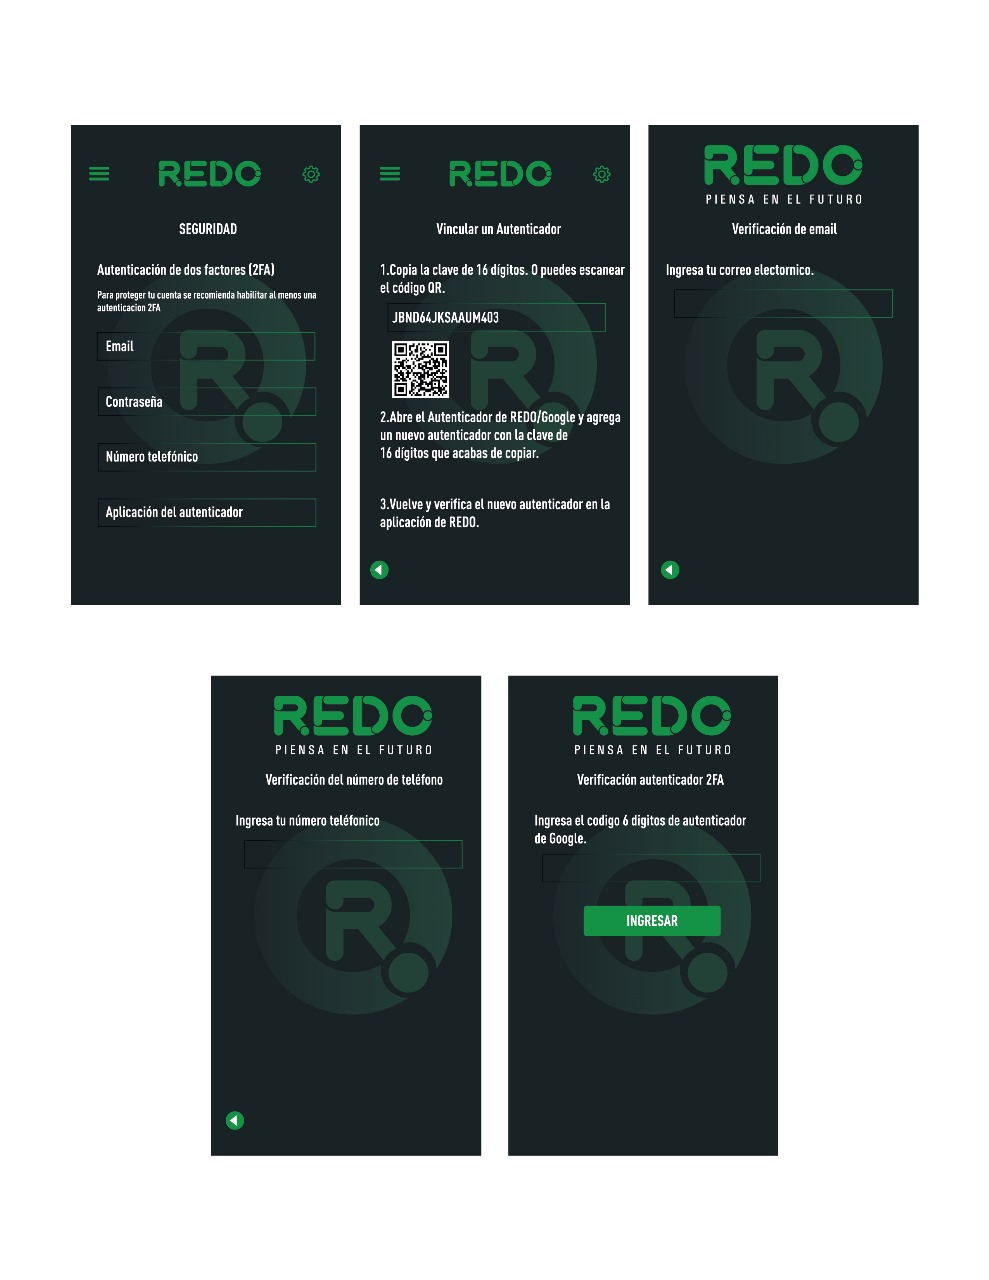 REDO
SEGURIDAD
Autenticación de dos factores (2FA)
Para proteger tu cuenta se recomienda habilitar al menos una
autenticacion 2FA
Email
Contraseña
Número telefónico
Aplicación del autenticador
REDO
Vincular un Autenticador
1.Copia la clave de 16 dígitos. O puedes escanear
el código QR.
JBND64JKSAAUM403
2.Abre el Autenticador de REDO/Google y agrega
un nuevo autenticador con la clave de
16 dígitos que acabas de copiar.
3.Vuelve y verifica el nuevo autenticador en la
aplicación de REDO.
REDO
PIENSA EN EL FUTURO
Verificación de email
Ingresa tu correo electornico.
REDO
PIENSA EN EL FUTURO
Verificación del número de teléfono
Ingresa tu número teléfonico
REDO
PIENSA EN EL FUTURO
Verificación autenticador 2FA
Ingresa el codigo 6 digitos de autenticador
de Google.
INGRESAR